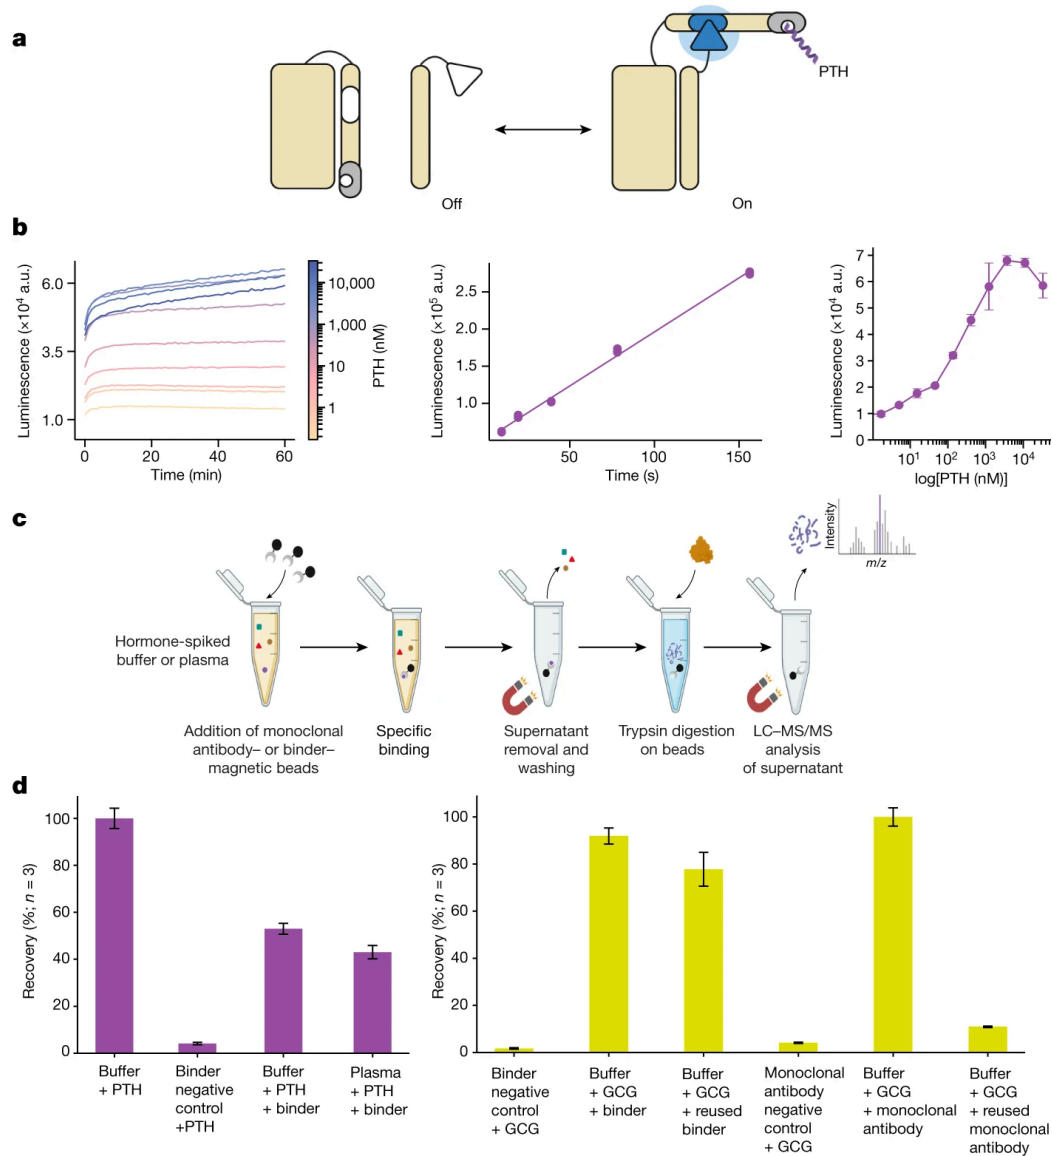 a
PTH
Off
On
b
Luminescence (×10⁴ a.u.)
6.0
3.5
1.0
0
20
40
60
Time (min)
10,000
1,000
10
1
PTH (nM)
Luminescence (×10⁵ a.u.)
2.5
2.0
1.5
1.0
50
100
150
Time (s)
Luminescence (×10⁴ a.u.)
7
6
5
4
3
2
1
0
10¹
10²
10³
10⁴
log[PTH (nM)]
c
Intensity
m/z
Hormone-spiked
buffer or plasma
Addition of monoclonal
antibody– or binder–
magnetic beads
Specific
binding
Supernatant
removal and
washing
Trypsin digestion
on beads
LC–MS/MS
analysis
of supernatant
d
Recovery (%; n = 3)
100
80
60
40
20
0
Buffer
+ PTH
Binder
negative
control
+PTH
Buffer
+ PTH
+ binder
Plasma
+ PTH
+ binder
Recovery (%; n = 3)
100
80
60
40
20
0
Binder
negative
control
+ GCG
Buffer
+ GCG
+ binder
Buffer
+ GCG
+ reused
binder
Monoclonal
antibody
negative
control
+ GCG
Buffer
+ GCG
+ monoclonal
antibody
Buffer
+ GCG
+ reused
monoclonal
antibody